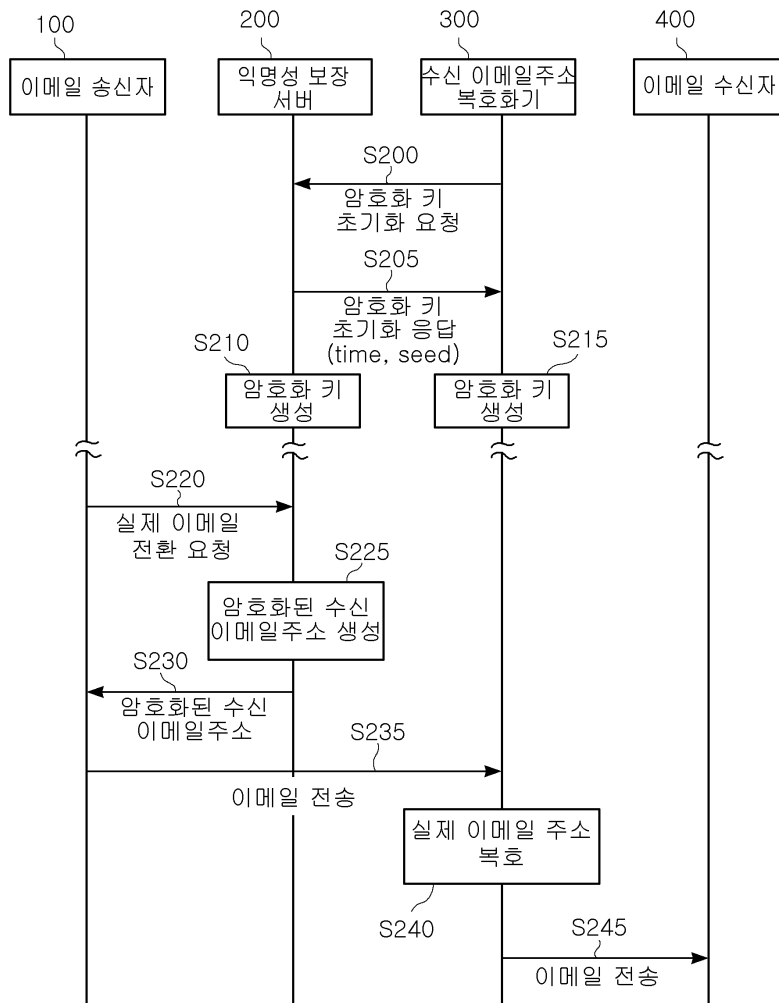 100
200
300
400
이메일 송신자
익명성 보장
서버
수신 이메일주소
복호화기
이메일 수신자
S200
암호화 키
초기화 요청
S205
암호화 키
초기화 응답
(time, seed)
S210
S215
암호화 키
생성
암호화 키
생성
S220
실제 이메일
전환 요청
S225
암호화된 수신
이메일주소 생성
S230
암호화된 수신
이메일주소
S235
이메일 전송
실제 이메일 주소
복호
S240
S245
이메일 전송